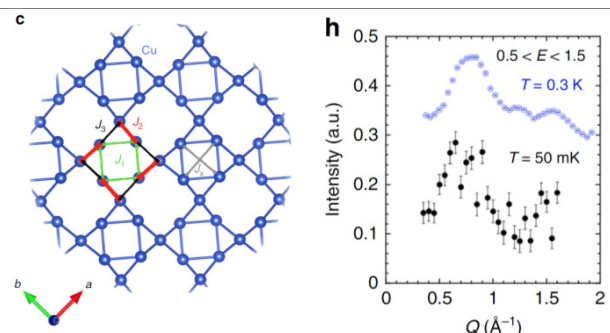 c
Cu
J3
J2
J1
Jx
b
a
h
0.5 < E < 1.5
T = 0.3 K
T = 50 mK
Intensity (a.u.)
0.5
0.4
0.3
0.2
0.1
0
0
0.5
1
1.5
2
Q (Å⁻¹)